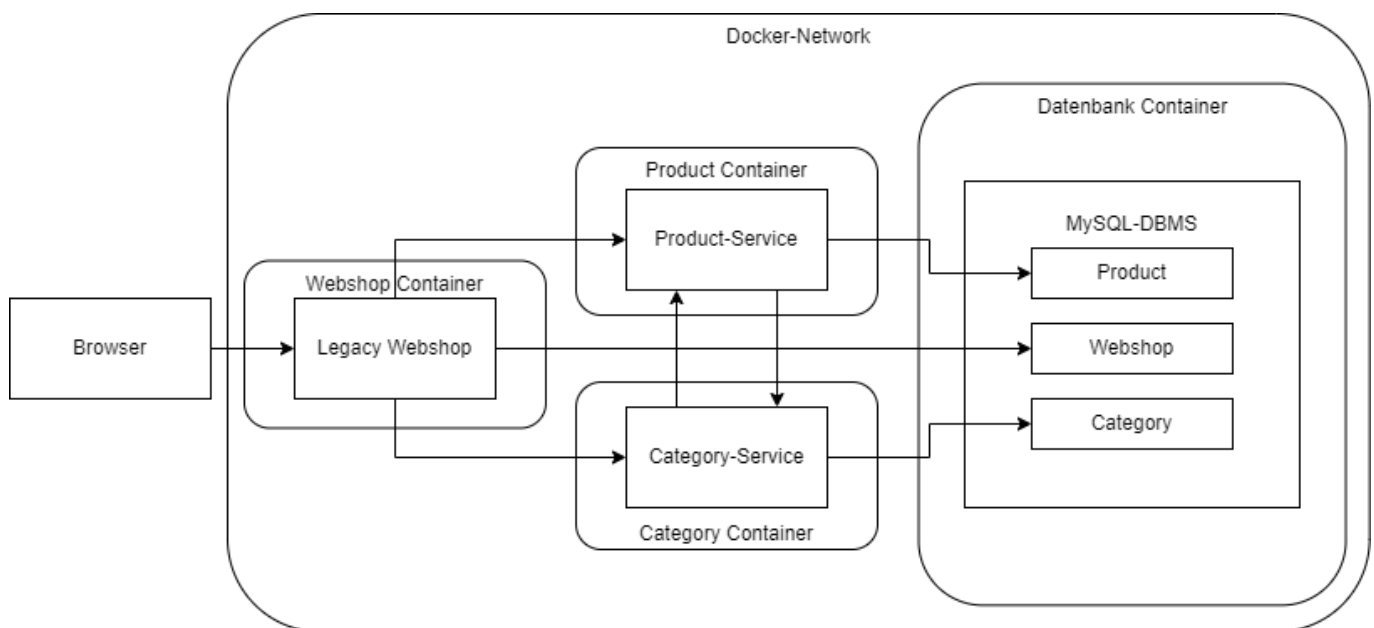 Docker-Network
Datenbank Container
Product Container
Product-Service
MySQL-DBMS
Product
Webshop Container
Browser
Legacy Webshop
Webshop
Category
Category-Service
Category Container